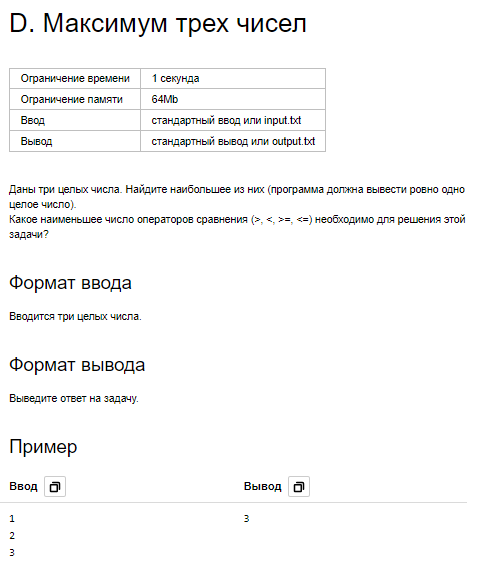 D. Максимум трех чисел
Ограничение времени 1 секунда
Ограничение памяти 64Mb
Ввод стандартный ввод или input.txt
Вывод стандартный вывод или output.txt
Даны три целых числа. Найдите наибольшее из них (программа должна вывести ровно одно
целое число).
Какое наименьшее число операторов сравнения (>, <, >=, <=) необходимо для решения этой
задачи?
Формат ввода
Вводится три целых числа.
Формат вывода
Выведите ответ на задачу.
Пример
Ввод Вывод
1 3
2
3